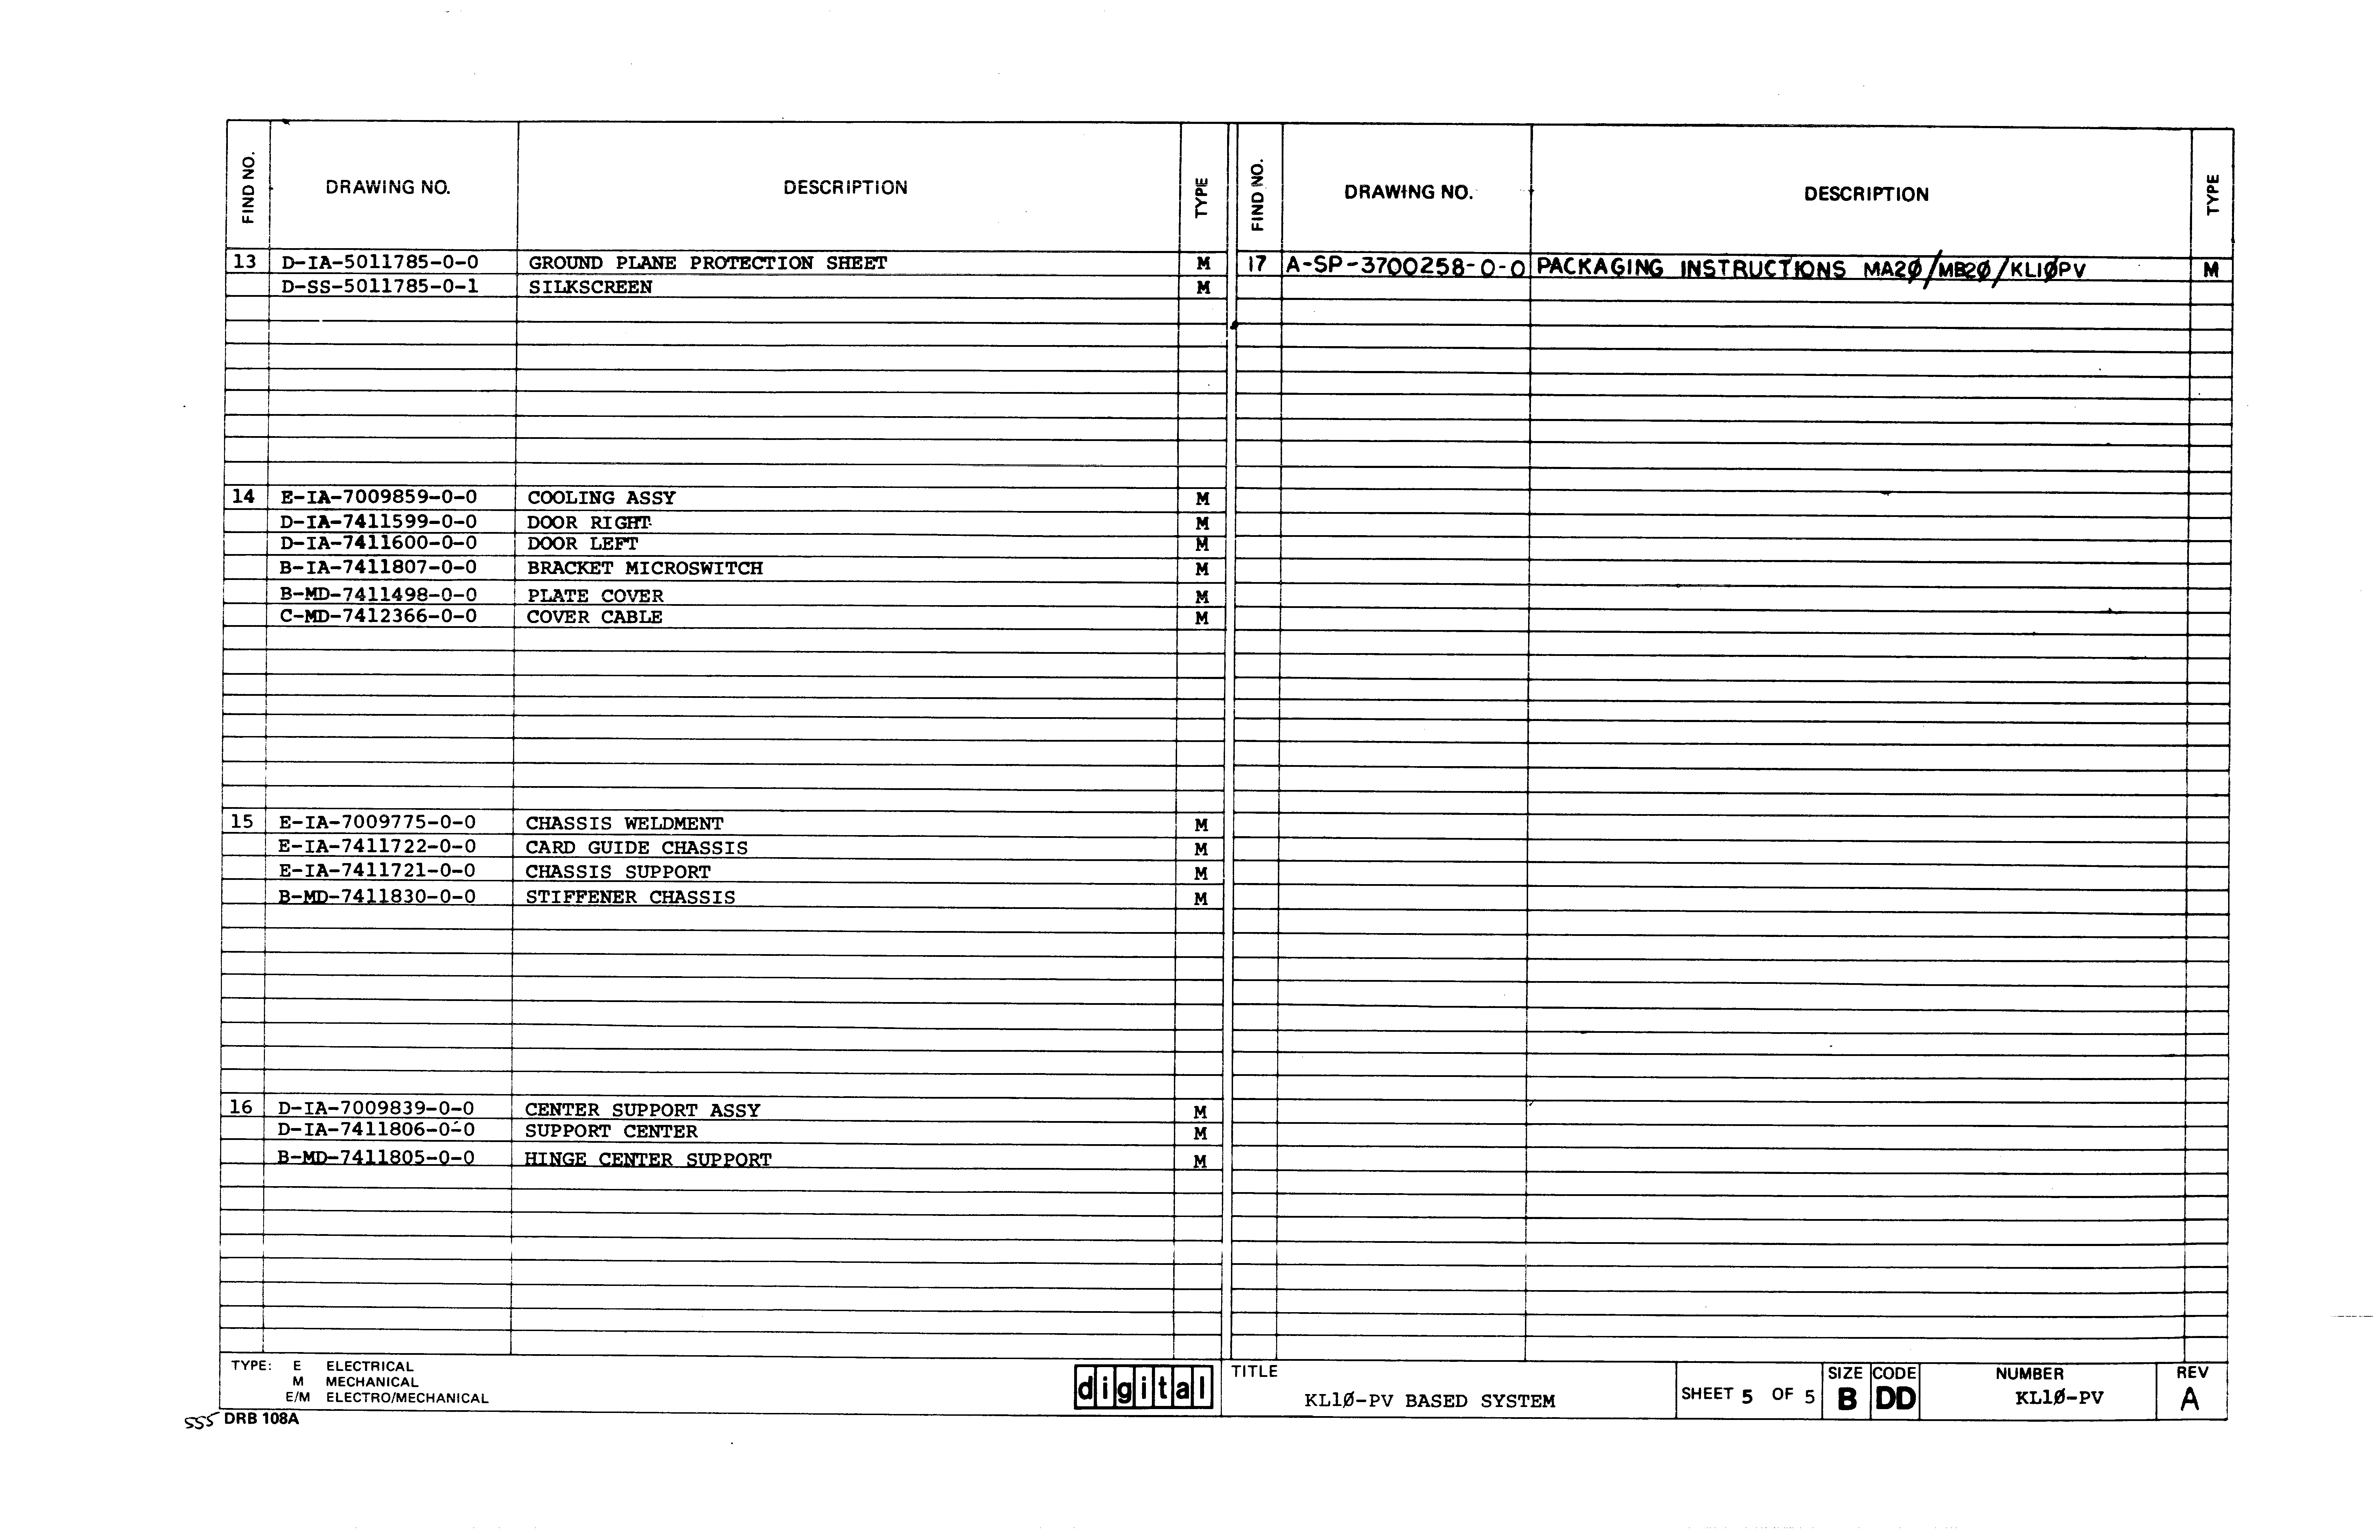 FIND NO. DRAWING NO. DESCRIPTION TYPE
13 D-IA-5011785-0-0 GROUND PLANE PROTECTION SHEET M
D-SS-5011785-0-1 SILKSCREEN M
14 E-IA-7009859-0-0 COOLING ASSY M
D-IA-7411599-0-0 DOOR RIGHT M
D-IA-7411600-0-0 DOOR LEFT M
B-IA-7411807-0-0 BRACKET MICROSWITCH M
B-MD-7411498-0-0 PLATE COVER M
C-MD-7412366-0-0 COVER CABLE M
15 E-IA-7009775-0-0 CHASSIS WELDMENT M
E-IA-7411722-0-0 CARD GUIDE CHASSIS M
E-IA-7411721-0-0 CHASSIS SUPPORT M
B-MD-7411830-0-0 STIFFENER CHASSIS M
16 D-IA-7009839-0-0 CENTER SUPPORT ASSY M
D-IA-7411806-0-0 SUPPORT CENTER M
B-MD-7411805-0-0 HINGE CENTER SUPPORT M
FIND NO. DRAWING NO. DESCRIPTION TYPE
17 A-SP-3700258-0-0 PACKAGING INSTRUCTIONS MA2Ø/MB2Ø/KL1ØPV M
TYPE: E ELECTRICAL
M MECHANICAL
E/M ELECTRO/MECHANICAL
digital
TITLE
KL1Ø-PV BASED SYSTEM
SHEET 5 OF 5
SIZE
B
CODE
DD
NUMBER
KL1Ø-PV
REV
A
555 DRB 108A